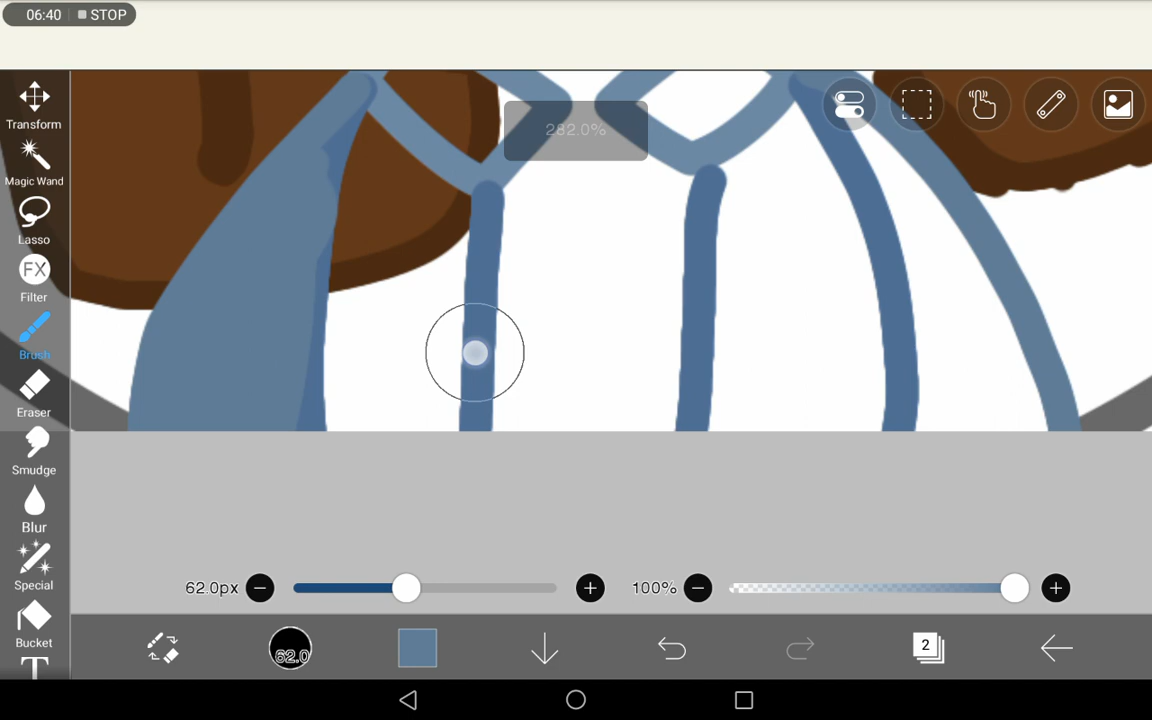 06:40 STOP
282.0%
Transform
Magic Wand
Lasso
FX
Filter
Brush
Eraser
Smudge
Blur
Special
Bucket
T
62.0px
100%
62.0
2